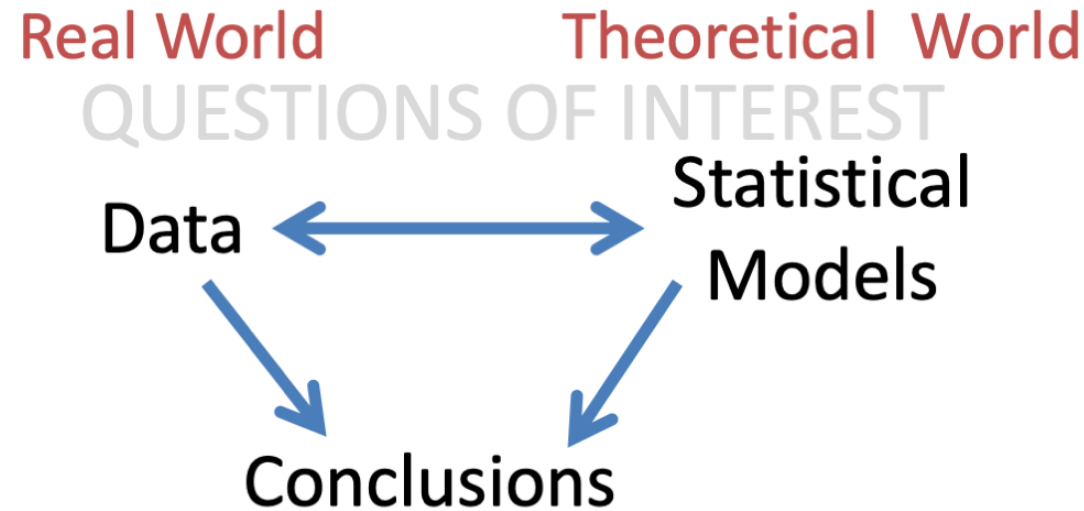 Real World Theoretical World
QUESTIONS OF INTEREST
Statistical
Data
Models
Conclusions